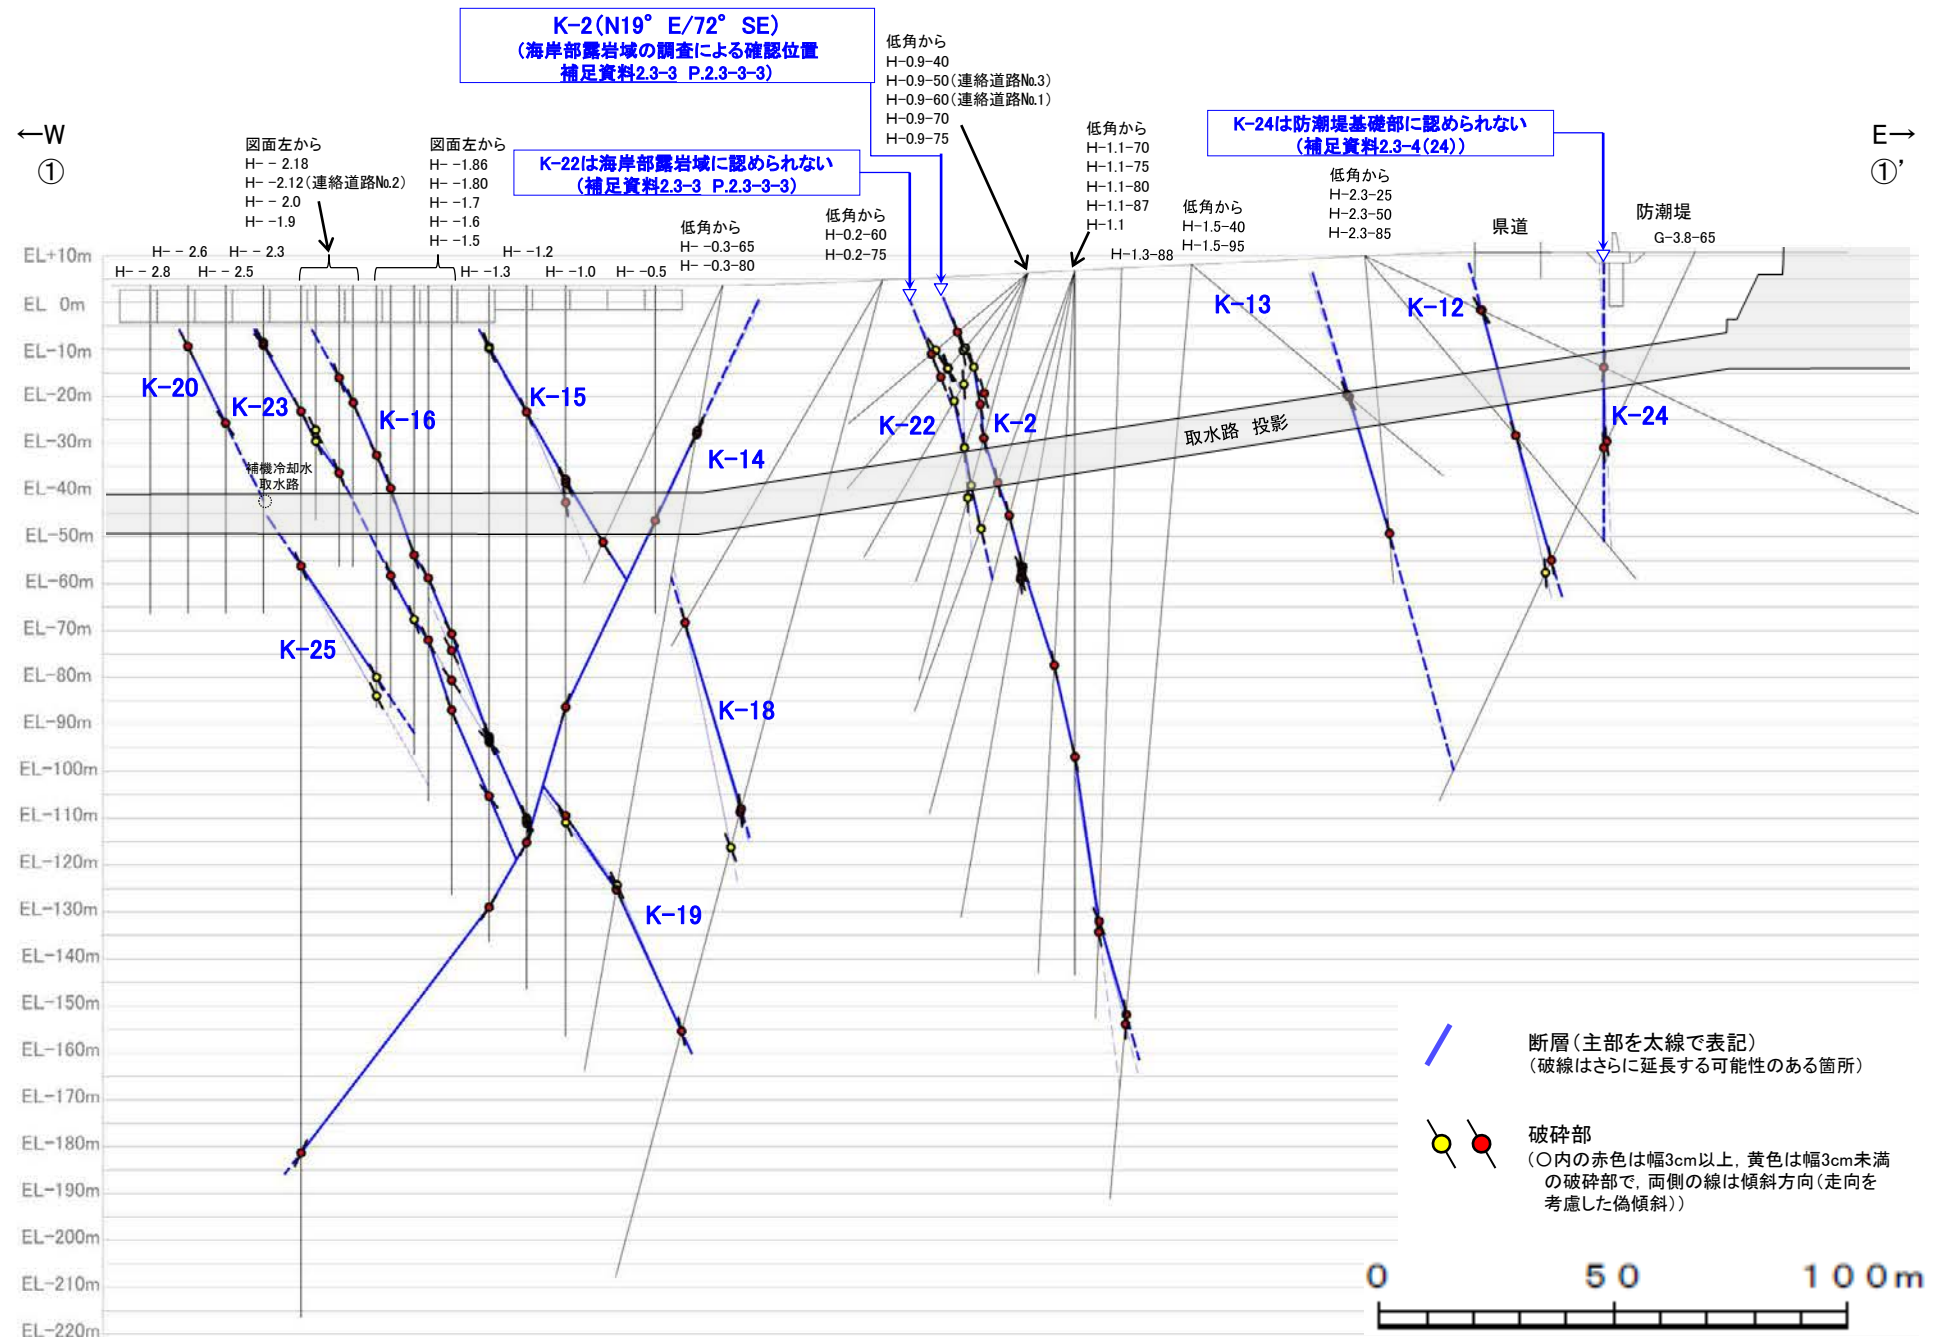 K-2(N19° E/72° SE)
(海岸部露岩域の調査による確認位置
補足資料2.3-3 P.2.3-3-3)
低角から
H-0.9-40
H-0.9-50(連絡道路No.3)
H-0.9-60(連絡道路No.1)
H-0.9-70
H-0.9-75
←W
①
図面左から
H- - 2.18
H- -2.12(連絡道路No.2)
H- - 2.0
H- -1.9
図面左から
H- -1.86
H- -1.80
H- -1.7
H- -1.6
H- -1.5
K-22は海岸部露岩域に認められない
(補足資料2.3-3 P.2.3-3-3)
低角から
H-1.1-70
H-1.1-75
H-1.1-80
H-1.1-87
H-1.1
K-24は防潮堤基礎部に認められない
(補足資料2.3-4(24))
E→
①'
低角から
H- -0.3-65
H- -0.3-80
低角から
H-0.2-60
H-0.2-75
低角から
H-1.5-40
H-1.5-95
低角から
H-2.3-25
H-2.3-50
H-2.3-85
県道
防潮堤
G-3.8-65
H- - 2.6
H- - 2.3
H- -1.2
H-1.3-88
H- - 2.8
H- - 2.5
H- -1.3
H- -1.0
H- -0.5
EL+10m
EL 0m
EL-10m
EL-20m
EL-30m
EL-40m
EL-50m
EL-60m
EL-70m
EL-80m
EL-90m
EL-100m
EL-110m
EL-120m
EL-130m
EL-140m
EL-150m
EL-160m
EL-170m
EL-180m
EL-190m
EL-200m
EL-210m
EL-220m
K-13
K-12
K-20
K-23
K-16
K-15
K-22
K-2
K-24
取水路 投影
K-14
補機冷却水
取水路
K-25
K-18
K-19
断層(主部を太線で表記)
(破線はさらに延長する可能性のある箇所)
破砕部
(○内の赤色は幅3cm以上, 黄色は幅3cm未満
の破砕部で, 両側の線は傾斜方向(走向を
考慮した偽傾斜))
0 50 100m